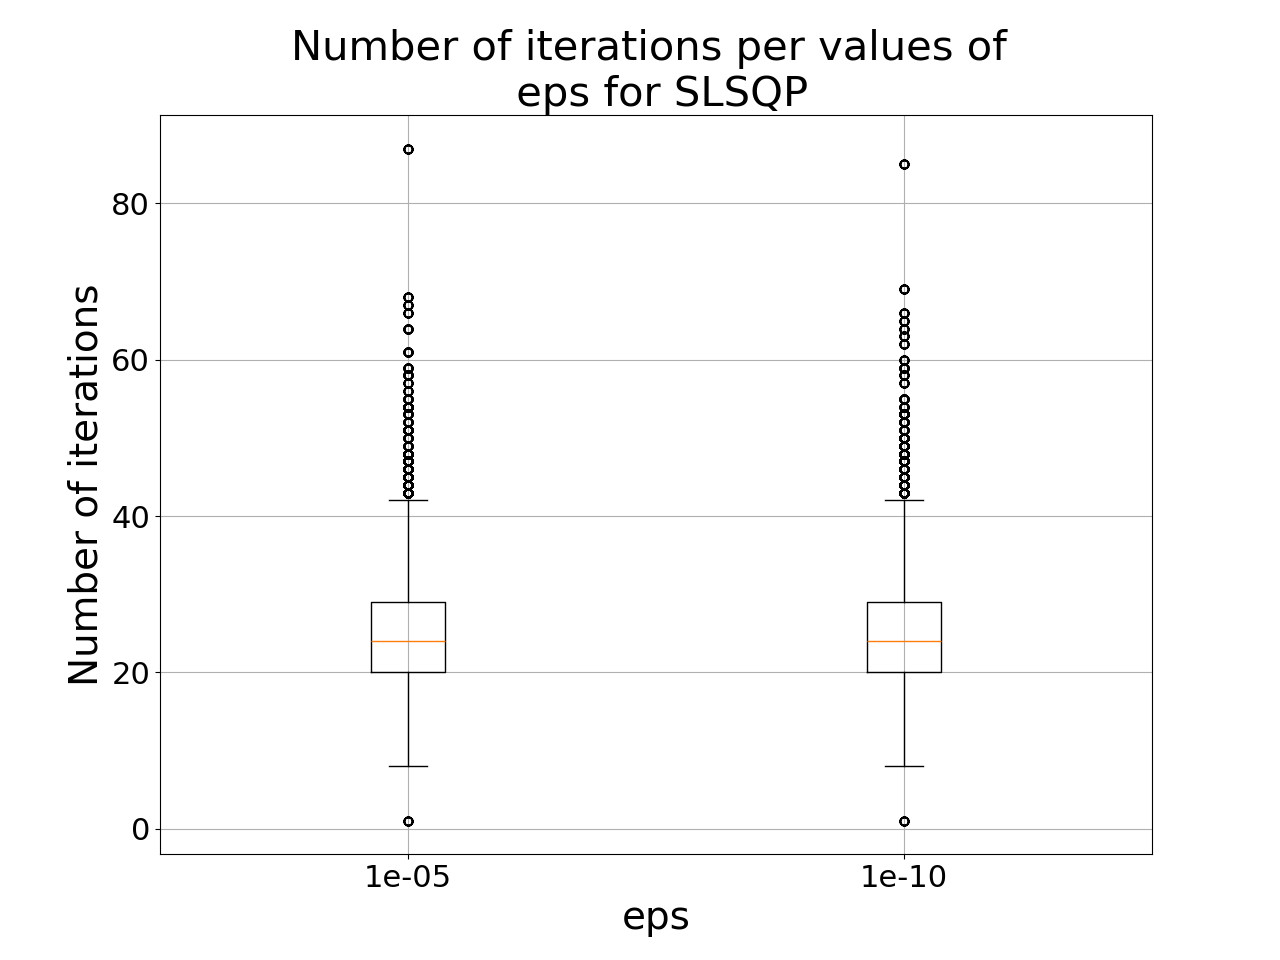 Number of iterations per values of
eps for SLSQP
Number of iterations
80
60
40
20
0
1e-05
1e-10
eps